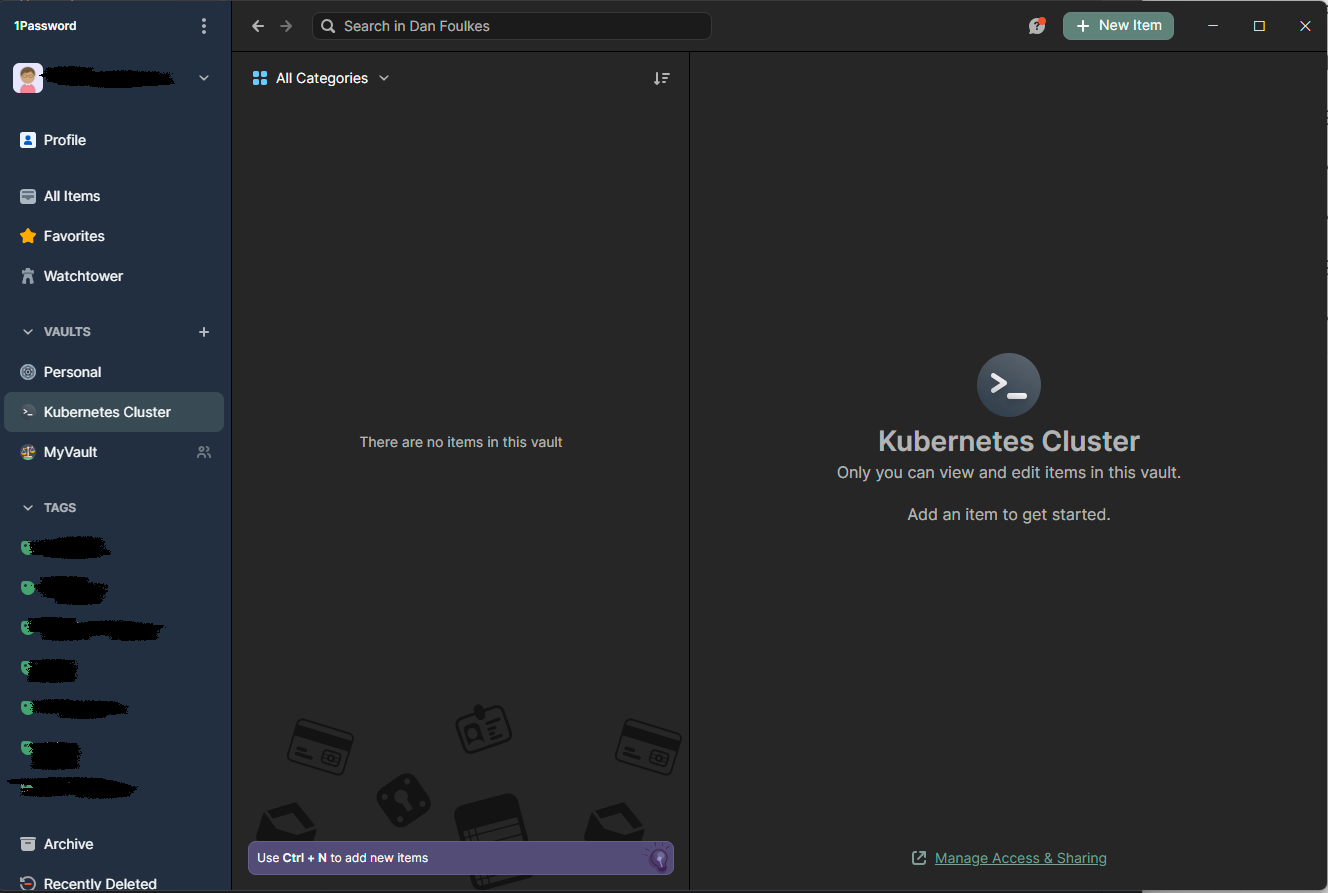 1Password
Search in Dan Foulkes
New Item
All Categories
Profile
All Items
Favorites
Watchtower
VAULTS
Personal
Kubernetes Cluster
MyVault
TAGS
Archive
Recently Deleted
There are no items in this vault
Use Ctrl + N to add new items
Kubernetes Cluster
Only you can view and edit items in this vault.
Add an item to get started.
Manage Access & Sharing